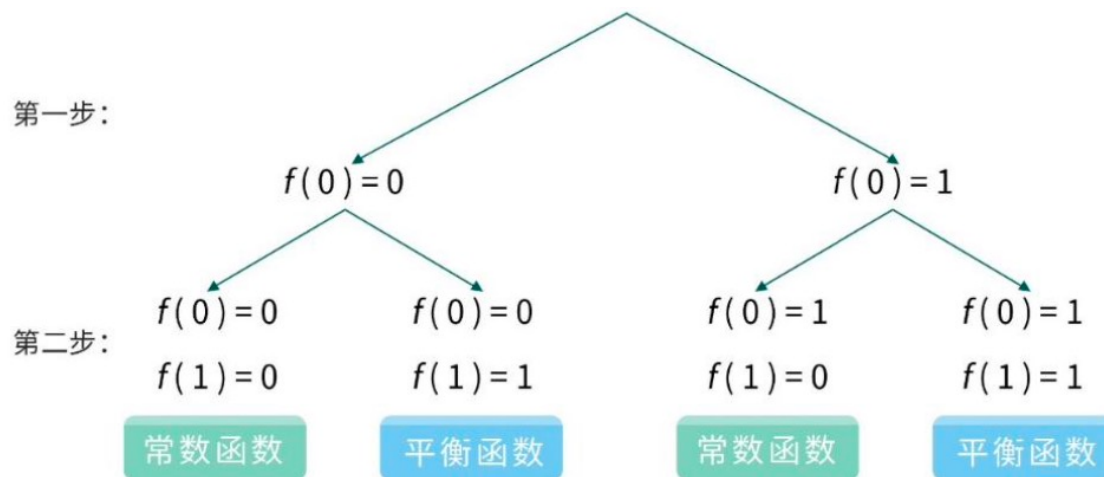 第一步：
f(0)=0 f(0)=1
f(0)=0 f(0)=0 f(0)=1 f(0)=1
第二步：
f(1)=0 f(1)=1 f(1)=0 f(1)=1
常数函数 平衡函数 常数函数 平衡函数